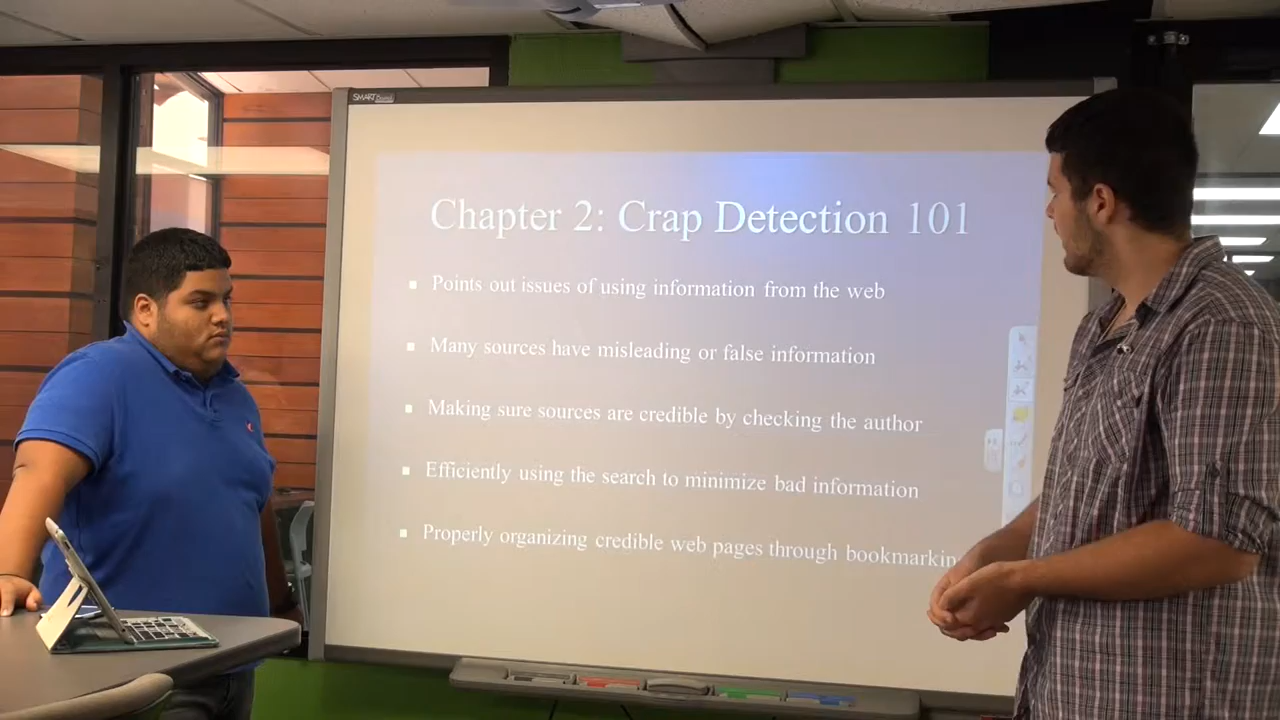 SMART Board
Chapter 2: Crap Detection 101
Points out issues of using information from the web
Many sources have misleading or false information
Making sure sources are credible by checking the author
Efficiently using the search to minimize bad information
Properly organizing credible web pages through bookmarkin